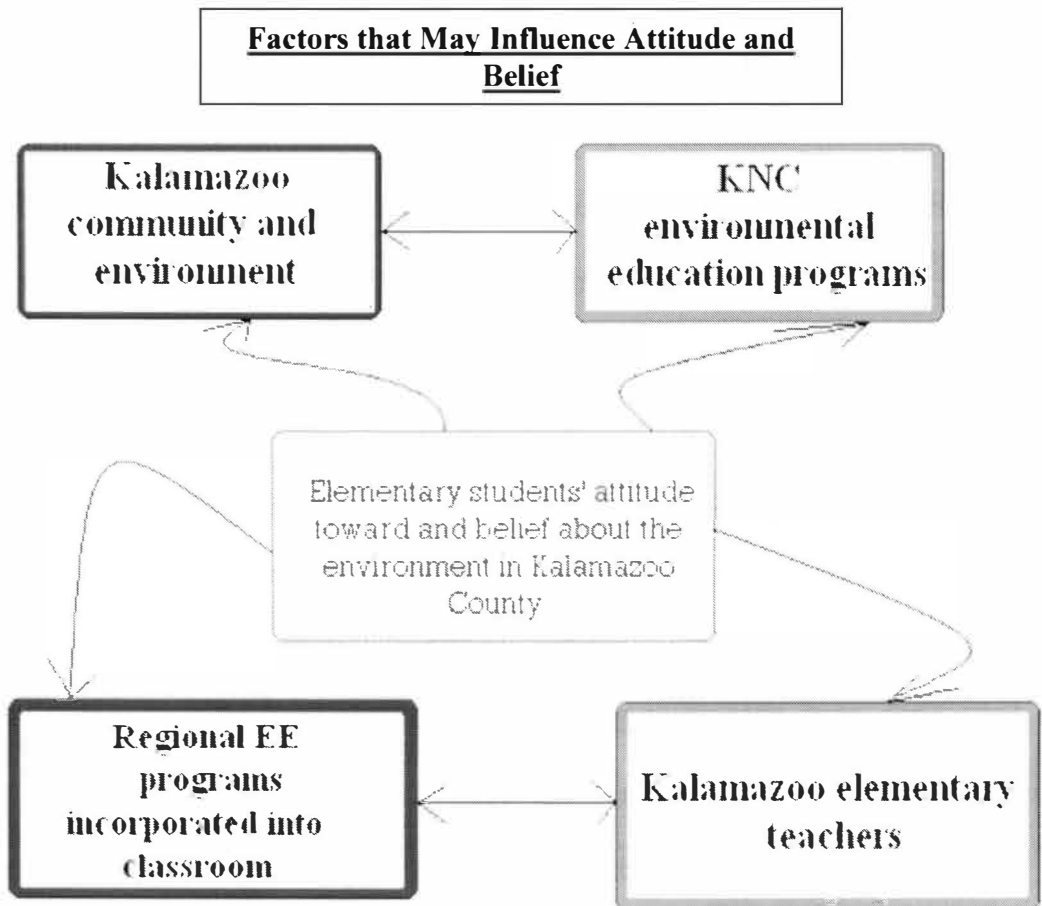 Factors that May Influence Attitude and
Belief
Kalamazoo
community and
environment
KNC
environmental
education programs
Elementary students' attitude
toward and belief about the
environment in Kalamazoo
County
Regional EE
programs
incorporated into
classroom
Kalamazoo elementary
teachers